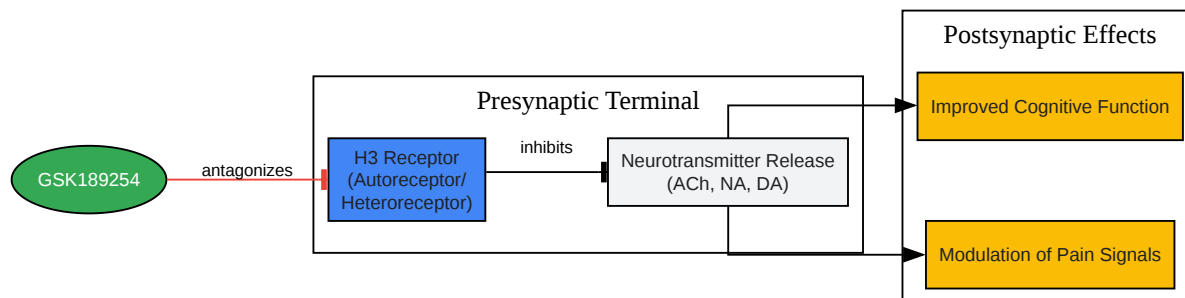 Postsynaptic Effects
Presynaptic Terminal
GSK189254
antagonizes
H3 Receptor
(Autoreceptor/
Heteroreceptor)
inhibits
Neurotransmitter Release
(ACh, NA, DA)
Improved Cognitive Function
Modulation of Pain Signals